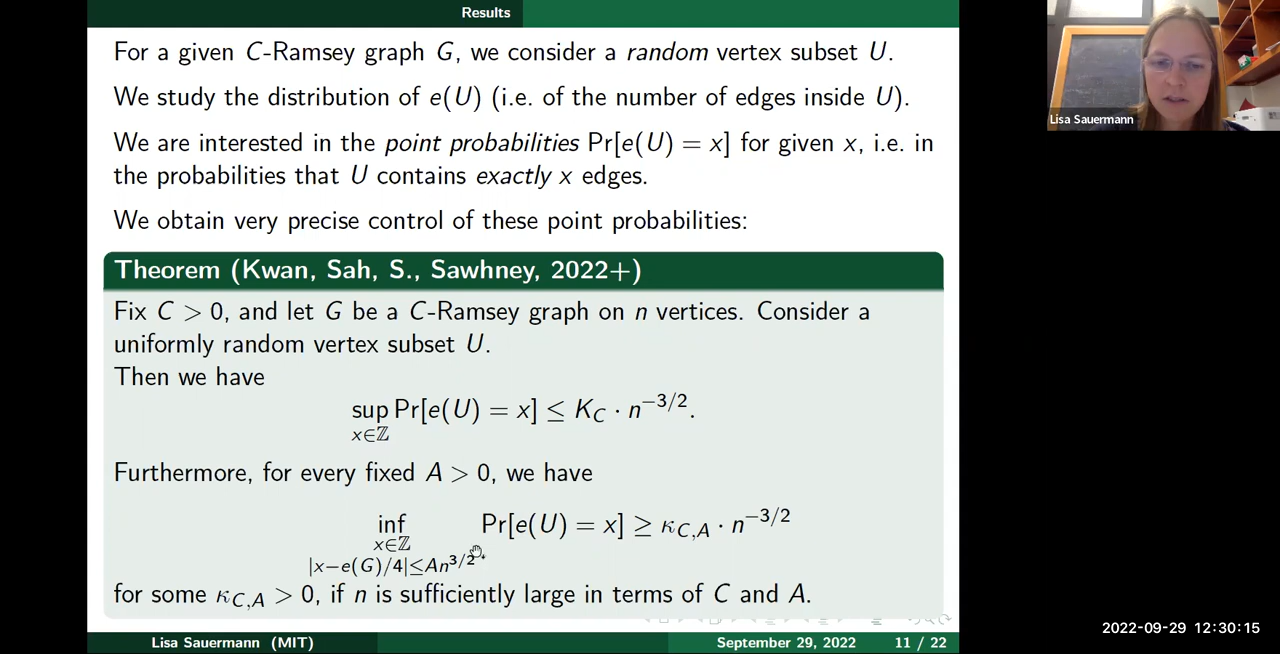 Results
For a given C-Ramsey graph G, we consider a random vertex subset U.
We study the distribution of e(U) (i.e. of the number of edges inside U).
We are interested in the point probabilities Pr[e(U) = x] for given x, i.e. in
the probabilities that U contains exactly x edges.
We obtain very precise control of these point probabilities:
Theorem (Kwan, Sah, S., Sawhney, 2022+)
Fix C > 0, and let G be a C-Ramsey graph on n vertices. Consider a
uniformly random vertex subset U.
Then we have
sup Pr[e(U) = x] ≤ K_C · n^{-3/2}.
x∈ℤ
Furthermore, for every fixed A > 0, we have
inf Pr[e(U) = x] ≥ κ_{C,A} · n^{-3/2}
x∈ℤ
|x−e(G)/4|≤An^{3/2}
for some κ_{C,A} > 0, if n is sufficiently large in terms of C and A.
Lisa Sauermann (MIT) September 29, 2022 11 / 22
Lisa Sauermann
2022-09-29 12:30:15